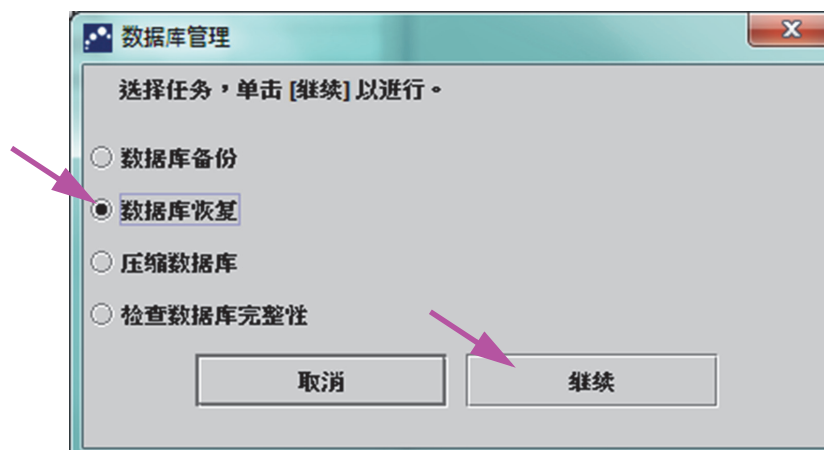 数据库管理
选择任务，单击 [继续] 以进行。
数据库备份
数据库恢复
压缩数据库
检查数据库完整性
取消
继续